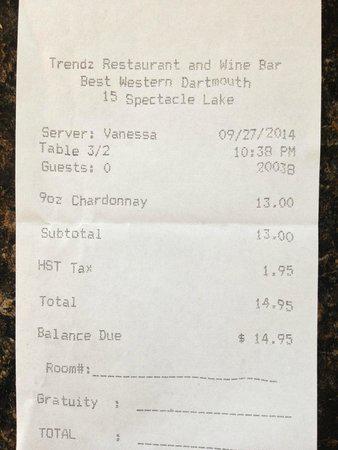 Trendz Restaurant and Wine Bar
Best Western Dartmouth
15 Spectacle Lake
Server: Vanessa 09/27/2014
Table 3/2 10:38 PM
Guests: 0 20038
9oz Chardonnay 13.00
Subtotal 13.00
HST Tax 1.95
Total 14.95
Balance Due $ 14.95
Room#:
Gratuity :
TOTAL :